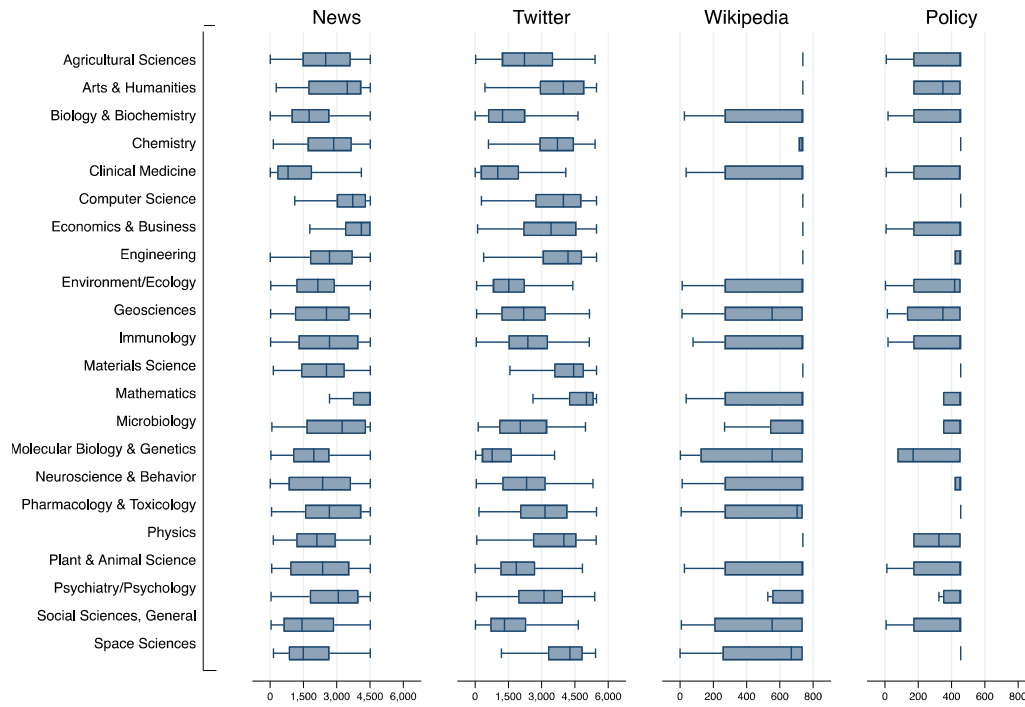 News Twitter Wikipedia Policy
Agricultural Sciences
Arts & Humanities
Biology & Biochemistry
Chemistry
Clinical Medicine
Computer Science
Economics & Business
Engineering
Environment/Ecology
Geosciences
Immunology
Materials Science
Mathematics
Microbiology
Molecular Biology & Genetics
Neuroscience & Behavior
Pharmacology & Toxicology
Physics
Plant & Animal Science
Psychiatry/Psychology
Social Sciences, General
Space Sciences
0 1,500 3,000 4,500 6,000 0 1,500 3,000 4,500 6,000 0 200 400 600 800 0 200 400 600 800